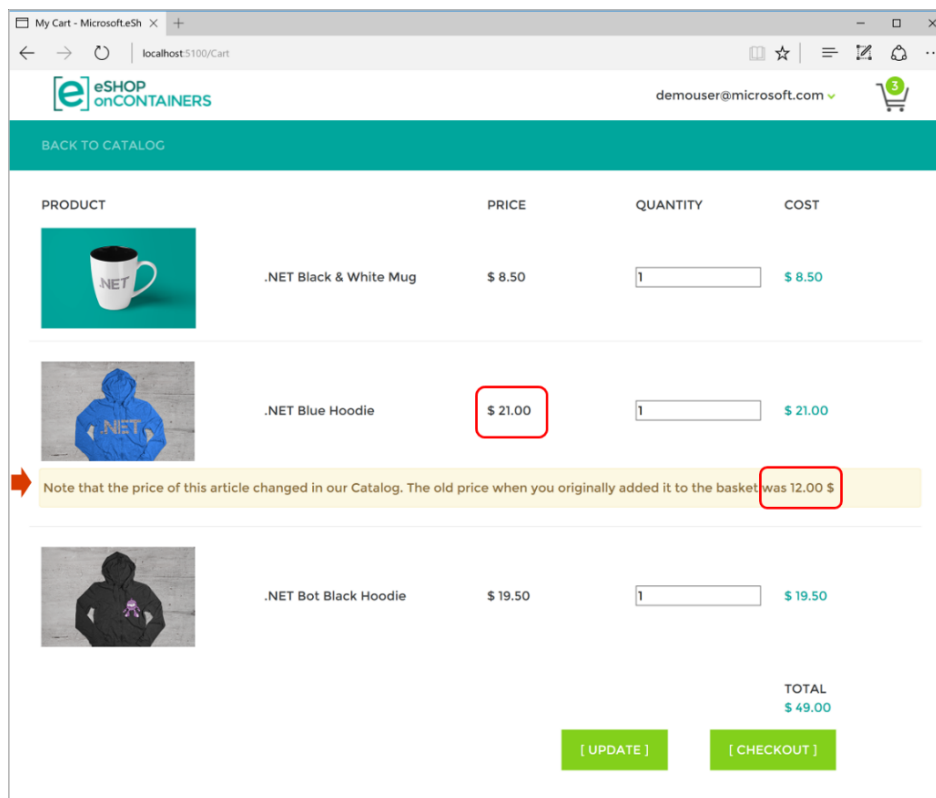 My Cart - Microsoft.eSh
localhost:5100/Cart
eSHOP
onCONTAINERS
demouser@microsoft.com
3
BACK TO CATALOG
PRODUCT PRICE QUANTITY COST
.NET
.NET Black & White Mug $ 8.50 1 $ 8.50
.NET
.NET Blue Hoodie $ 21.00 1 $ 21.00
Note that the price of this article changed in our Catalog. The old price when you originally added it to the basket was 12.00 $
.NET Bot Black Hoodie $ 19.50 1 $ 19.50
TOTAL
$ 49.00
[ UPDATE ] [ CHECKOUT ]